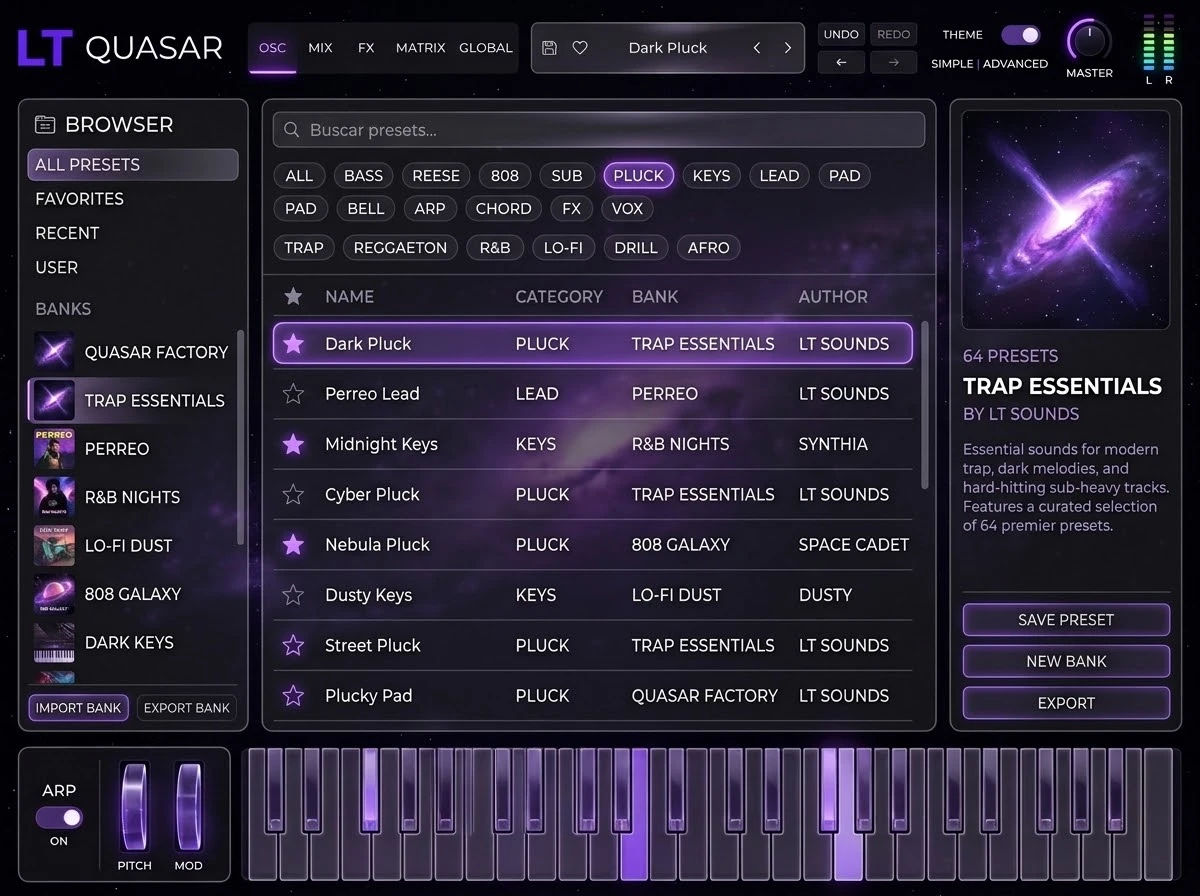 LT QUASAR
OSC MIX FX MATRIX GLOBAL
Dark Pluck
UNDO REDO
THEME
SIMPLE | ADVANCED
MASTER
L R
BROWSER
ALL PRESETS
FAVORITES
RECENT
USER
BANKS
QUASAR FACTORY
TRAP ESSENTIALS
PERREO
PERREO
R&B NIGHTS
LO-FI DUST
808 GALAXY
DARK KEYS
IMPORT BANK EXPORT BANK
Buscar presets...
ALL BASS REESE 808 SUB PLUCK KEYS LEAD PAD
PAD BELL ARP CHORD FX VOX
TRAP REGGAETON R&B LO-FI DRILL AFRO
NAME CATEGORY BANK AUTHOR
Dark Pluck PLUCK TRAP ESSENTIALS LT SOUNDS
Perreo Lead LEAD PERREO LT SOUNDS
Midnight Keys KEYS R&B NIGHTS SYNTHIA
Cyber Pluck PLUCK TRAP ESSENTIALS LT SOUNDS
Nebula Pluck PLUCK 808 GALAXY SPACE CADET
Dusty Keys KEYS LO-FI DUST DUSTY
Street Pluck PLUCK TRAP ESSENTIALS LT SOUNDS
Plucky Pad PLUCK QUASAR FACTORY LT SOUNDS
64 PRESETS
TRAP ESSENTIALS
BY LT SOUNDS
Essential sounds for modern
trap, dark melodies, and
hard-hitting sub-heavy tracks.
Features a curated selection
of 64 premier presets.
SAVE PRESET
NEW BANK
EXPORT
ARP
ON
PITCH MOD